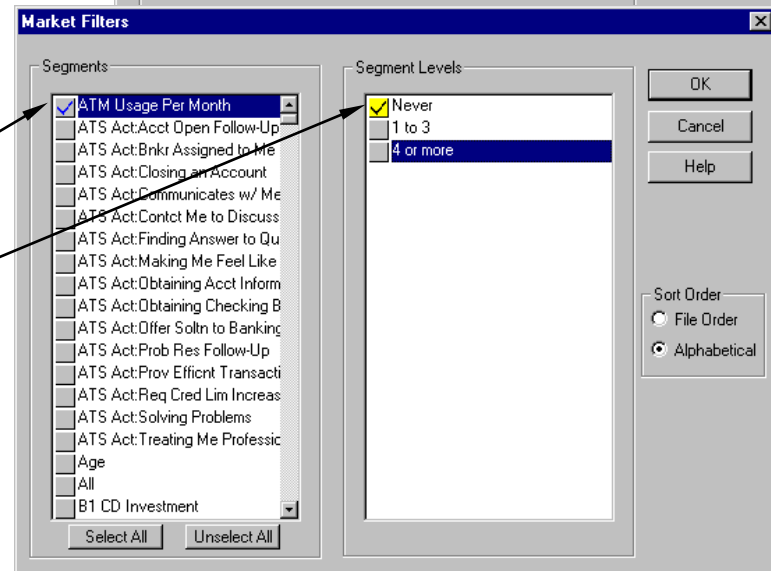 Market Filters
Segments
ATM Usage Per Month
ATS Act:Acct Open Follow-Up
ATS Act:Bnkr Assigned to Me
ATS Act:Closing an Account
ATS Act:Communicates w/ Me
ATS Act:Contct Me to Discuss
ATS Act:Finding Answer to Qu
ATS Act:Making Me Feel Like
ATS Act:Obtaining Acct Inform
ATS Act:Obtaining Checking B
ATS Act:Offer Soltn to Banking
ATS Act:Prob Res Follow-Up
ATS Act:Prov Efficnt Transacti
ATS Act:Req Cred Lim Increas
ATS Act:Solving Problems
ATS Act:Treating Me Professic
Age
All
B1 CD Investment
Select All
Unselect All
Segment Levels
Never
1 to 3
4 or more
OK
Cancel
Help
Sort Order
File Order
Alphabetical